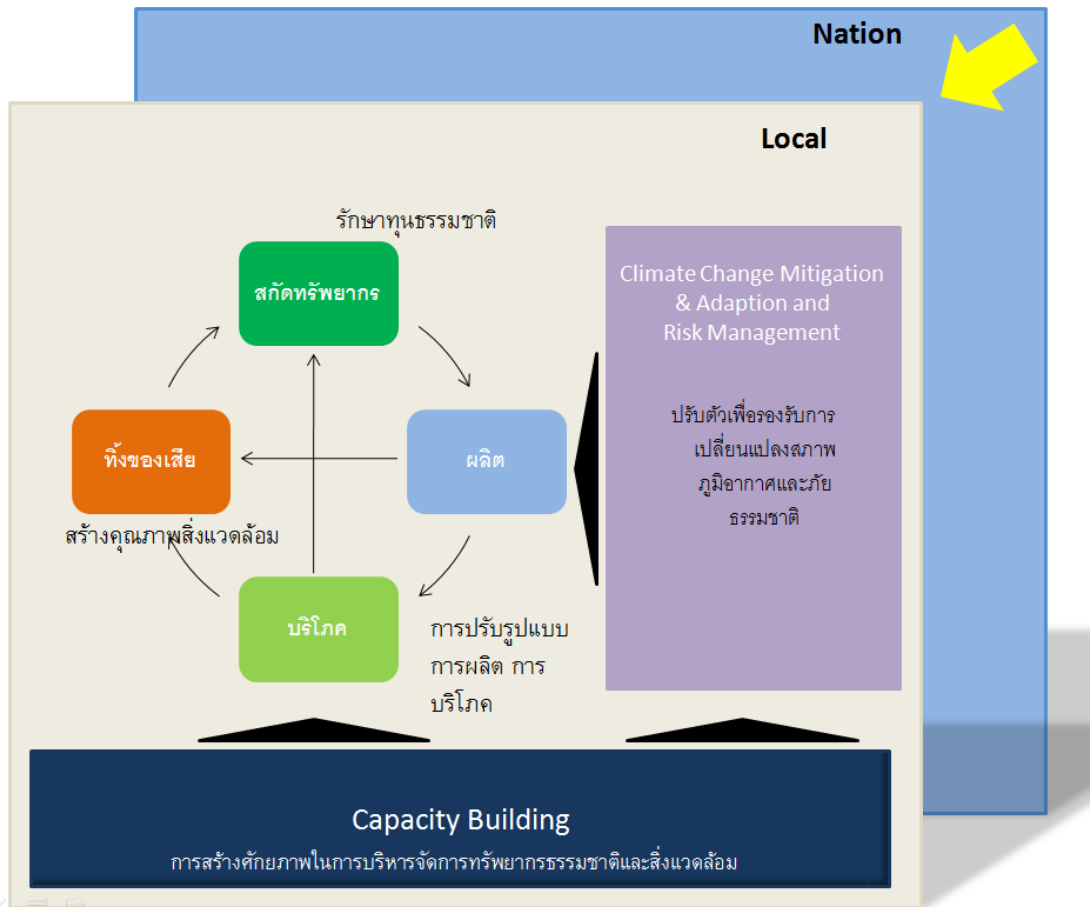 Nation
Local
รักษาทุนธรรมชาติ
สกัดทรัพยากร
Climate Change Mitigation
& Adaption and
Risk Management
ปรับตัวเพื่อรองรับการ
เปลี่ยนแปลงสภาพ
ภูมิอากาศและภัย
ธรรมชาติ
ทิ้งของเสีย
ผลิต
สร้างคุณภาพสิ่งแวดล้อม
บริโภค
การปรับรูปแบบ
การผลิต การ
บริโภค
Capacity Building
การสร้างศักยภาพในการบริหารจัดการทรัพยากรธรรมชาติและสิ่งแวดล้อม